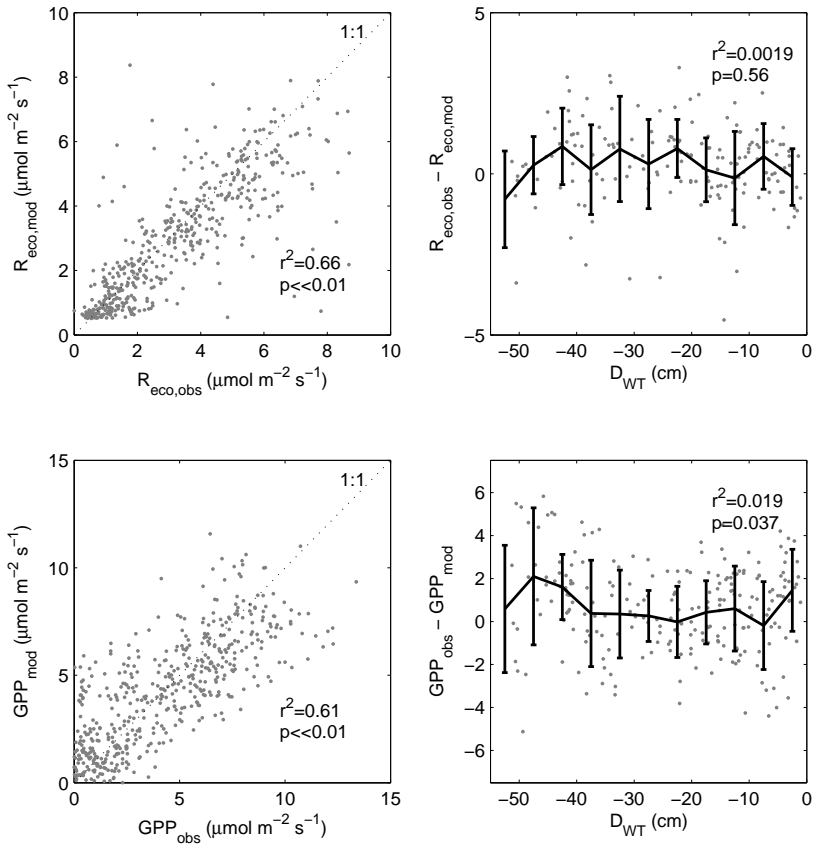 10
8
6
4
2
0
R_eco,mod (μmol m⁻² s⁻¹)
1:1
r²=0.66
p<<0.01
0 2 4 6 8 10
R_eco,obs (μmol m⁻² s⁻¹)
5
0
−5
R_eco,obs − R_eco,mod
r²=0.0019
p=0.56
−50 −40 −30 −20 −10 0
D_WT (cm)
15
10
5
0
GPP_mod (μmol m⁻² s⁻¹)
1:1
r²=0.61
p<<0.01
0 5 10 15
GPP_obs (μmol m⁻² s⁻¹)
6
4
2
0
−2
−4
−6
GPP_obs − GPP_mod
r²=0.019
p=0.037
−50 −40 −30 −20 −10 0
D_WT (cm)